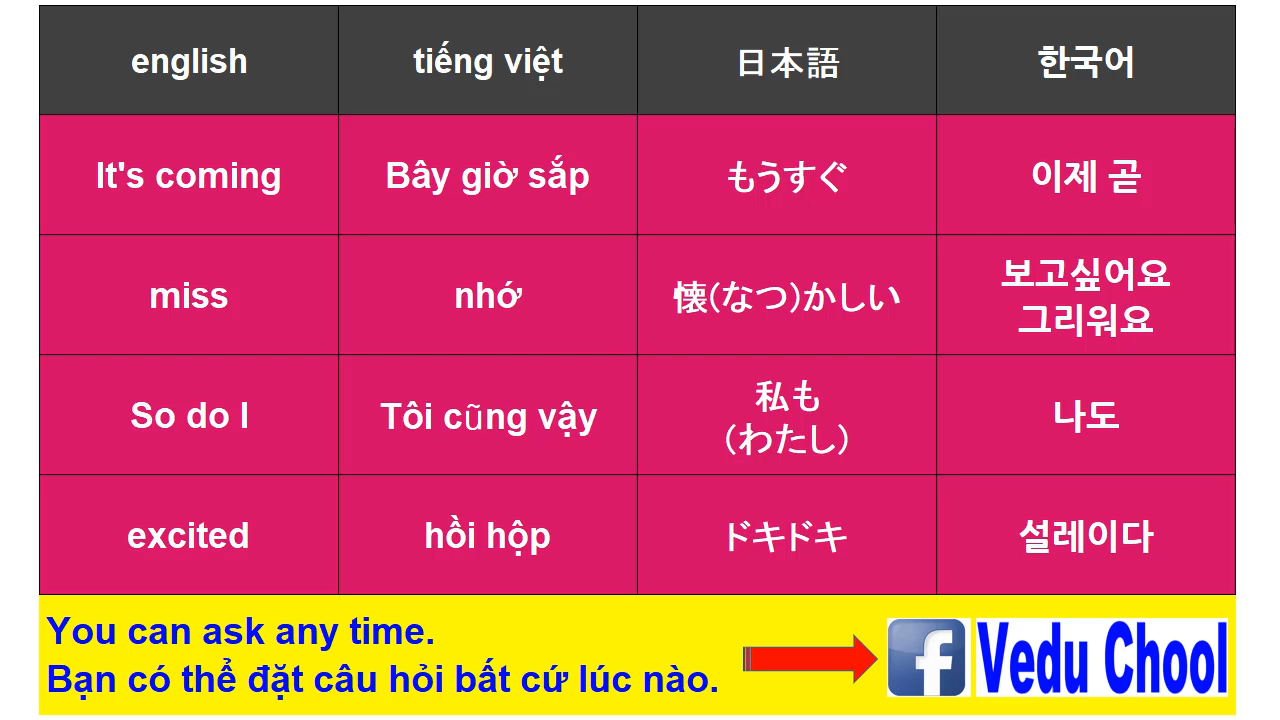 english tiếng việt 日本語 한국어
It's coming Bây giờ sắp もうすぐ 이제 곧
miss nhớ 懐(なつ)かしい 보고싶어요
그리워요
So do I Tôi cũng vậy 私も
(わたし) 나도
excited hồi hộp ドキドキ 설레이다
You can ask any time.
Bạn có thể đặt câu hỏi bất cứ lúc nào.
f Vedu Chool